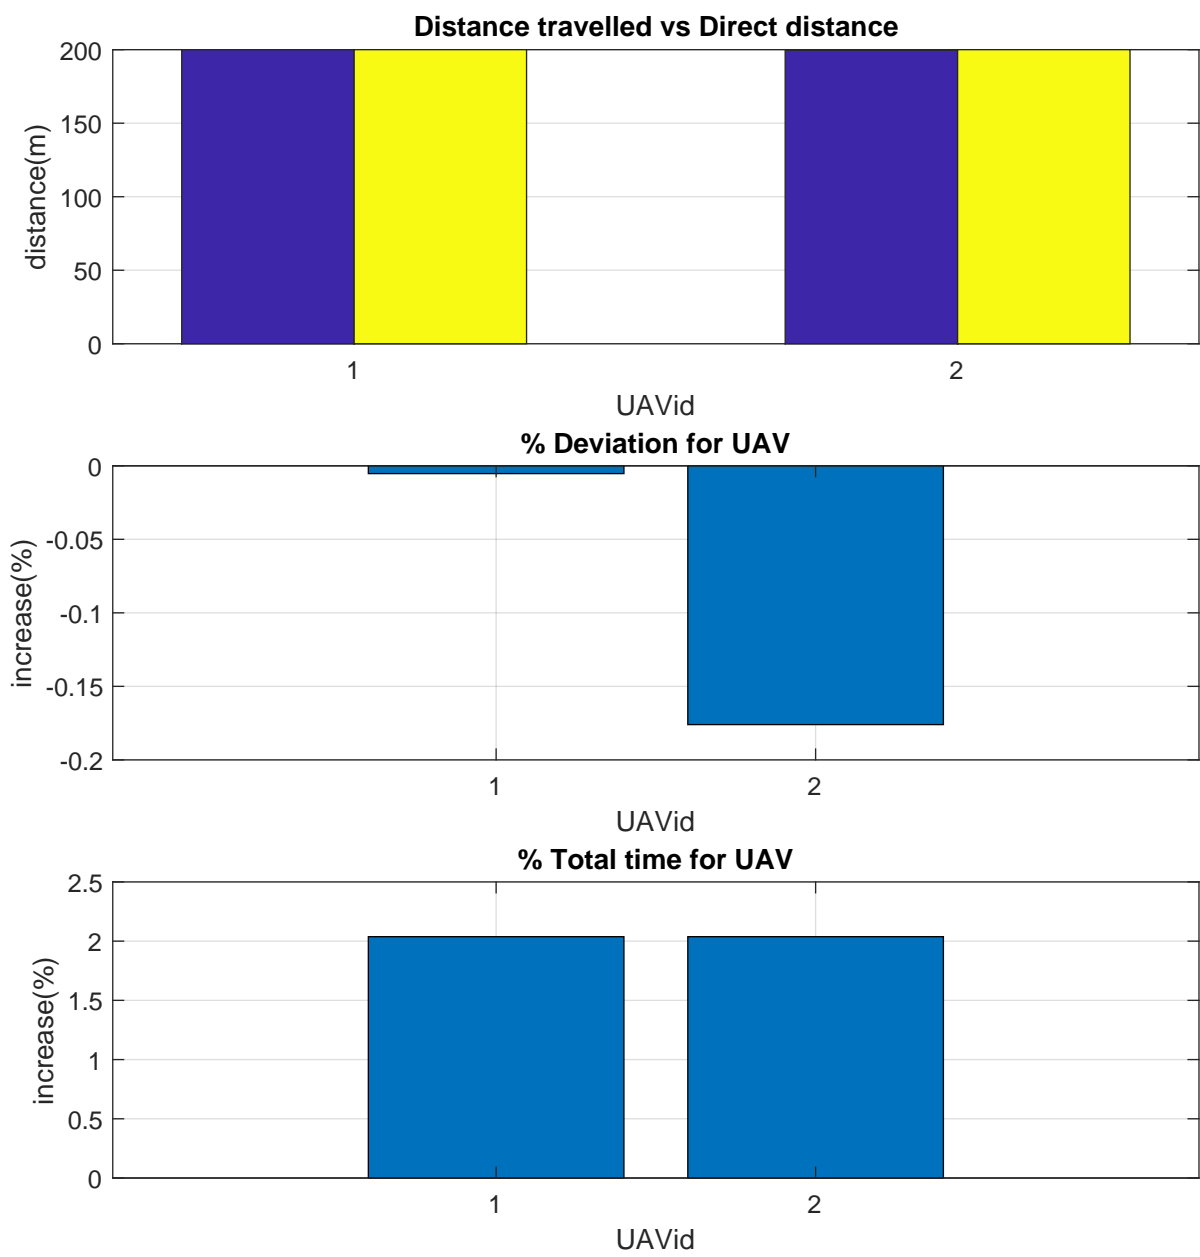 Distance travelled vs Direct distance
200
150
100
50
0
distance(m)
1
2
UAVid
% Deviation for UAV
0
-0.05
-0.1
-0.15
-0.2
increase(%)
1
2
UAVid
% Total time for UAV
2.5
2
1.5
1
0.5
0
increase(%)
1
2
UAVid